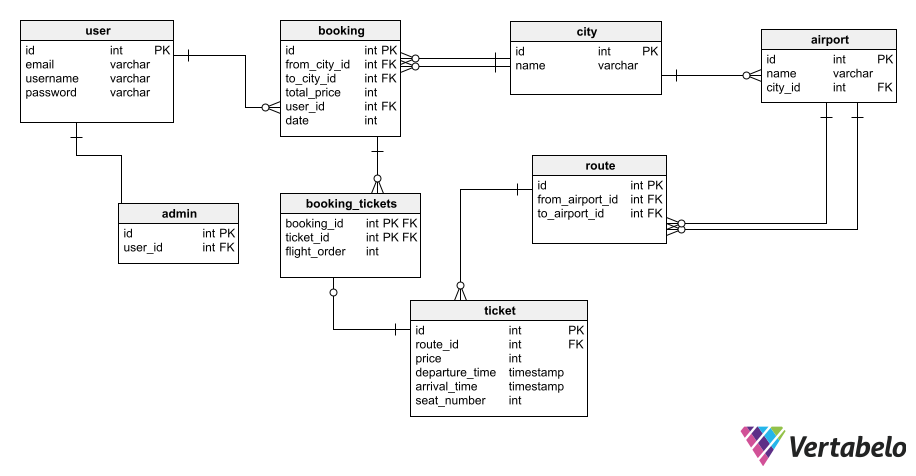 user
id int PK
email varchar
username varchar
password varchar
booking
id int PK
from_city_id int FK
to_city_id int FK
total_price int
user_id int FK
date int
city
id int PK
name varchar
airport
id int PK
name varchar
city_id int FK
route
id int PK
from_airport_id int FK
to_airport_id int FK
admin
id int PK
user_id int FK
booking_tickets
booking_id int PK FK
ticket_id int PK FK
flight_order int
ticket
id int PK
route_id int FK
price int
departure_time timestamp
arrival_time timestamp
seat_number int
Vertabelo